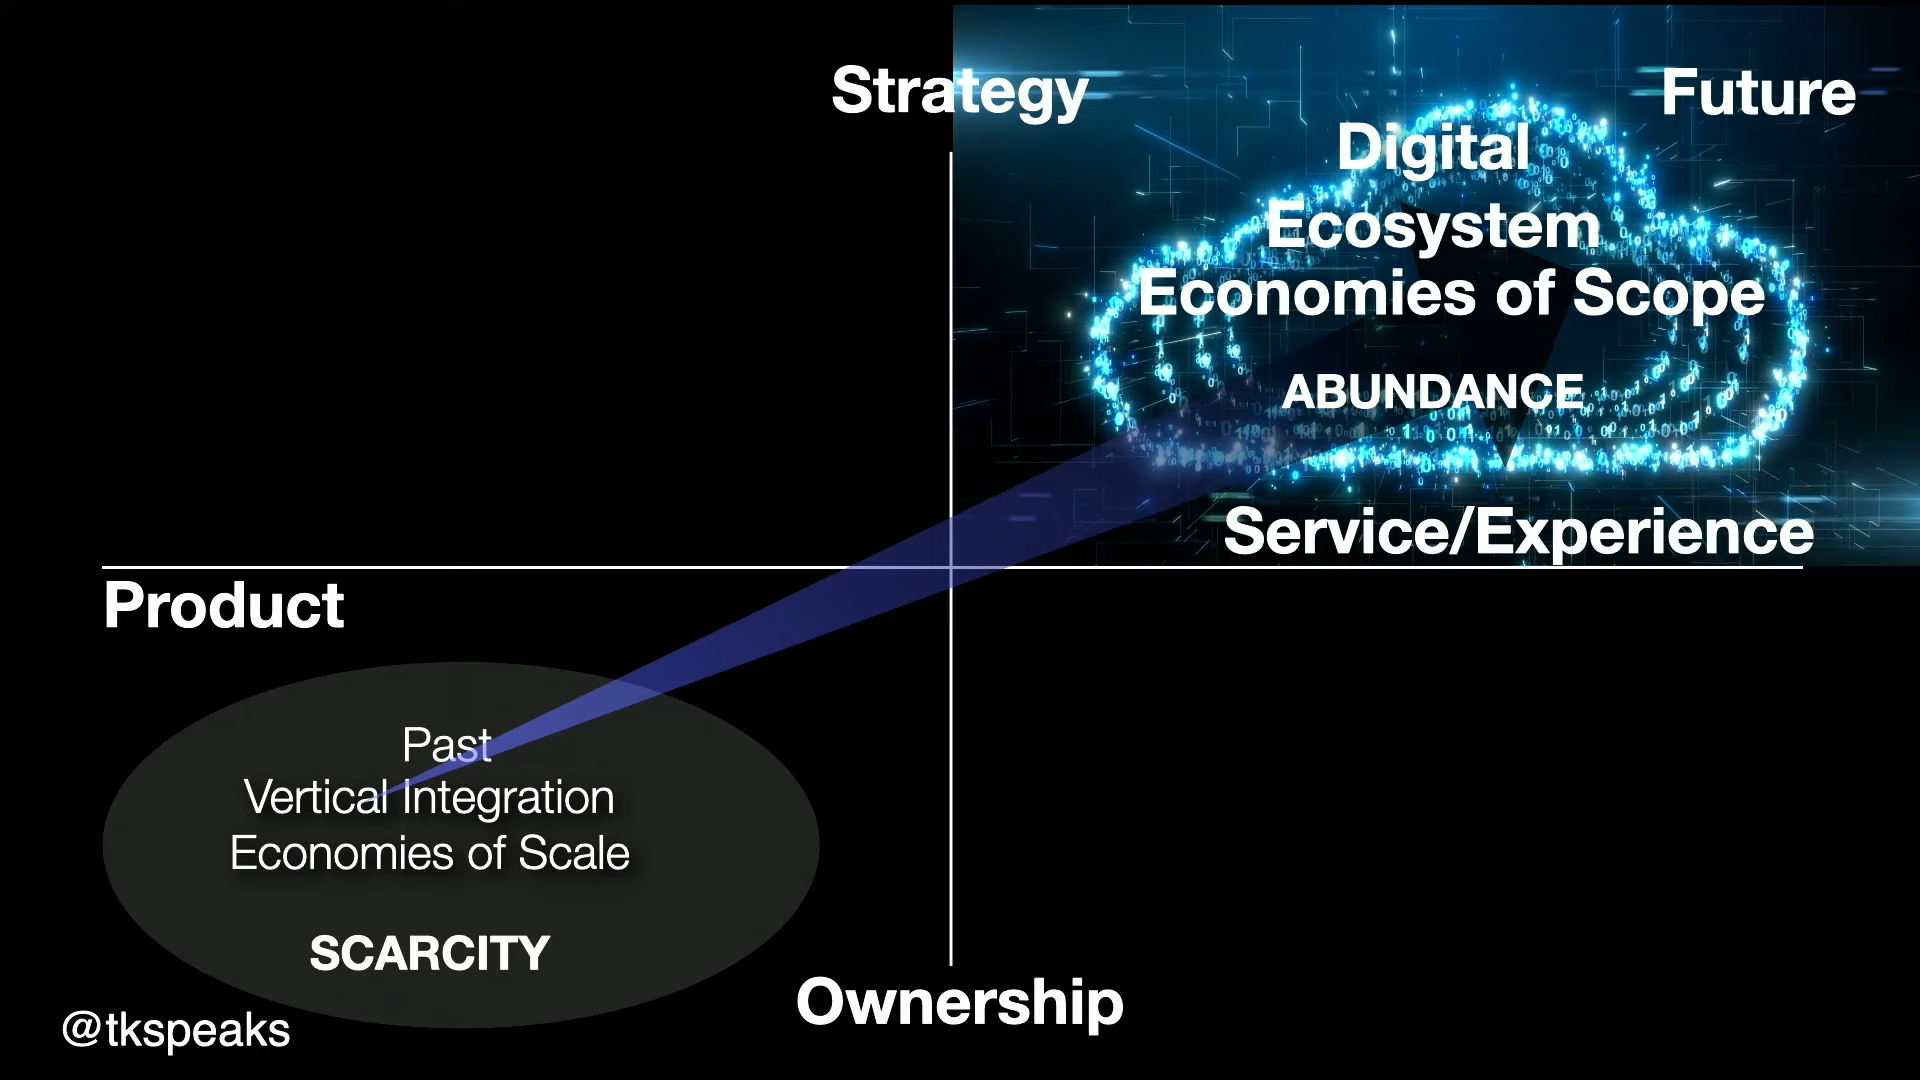 Strategy
Future
Digital
Ecosystem
Economies of Scope
ABUNDANCE
Service/Experience
Product
Past
Vertical Integration
Economies of Scale
SCARCITY
Ownership
@tkspeaks